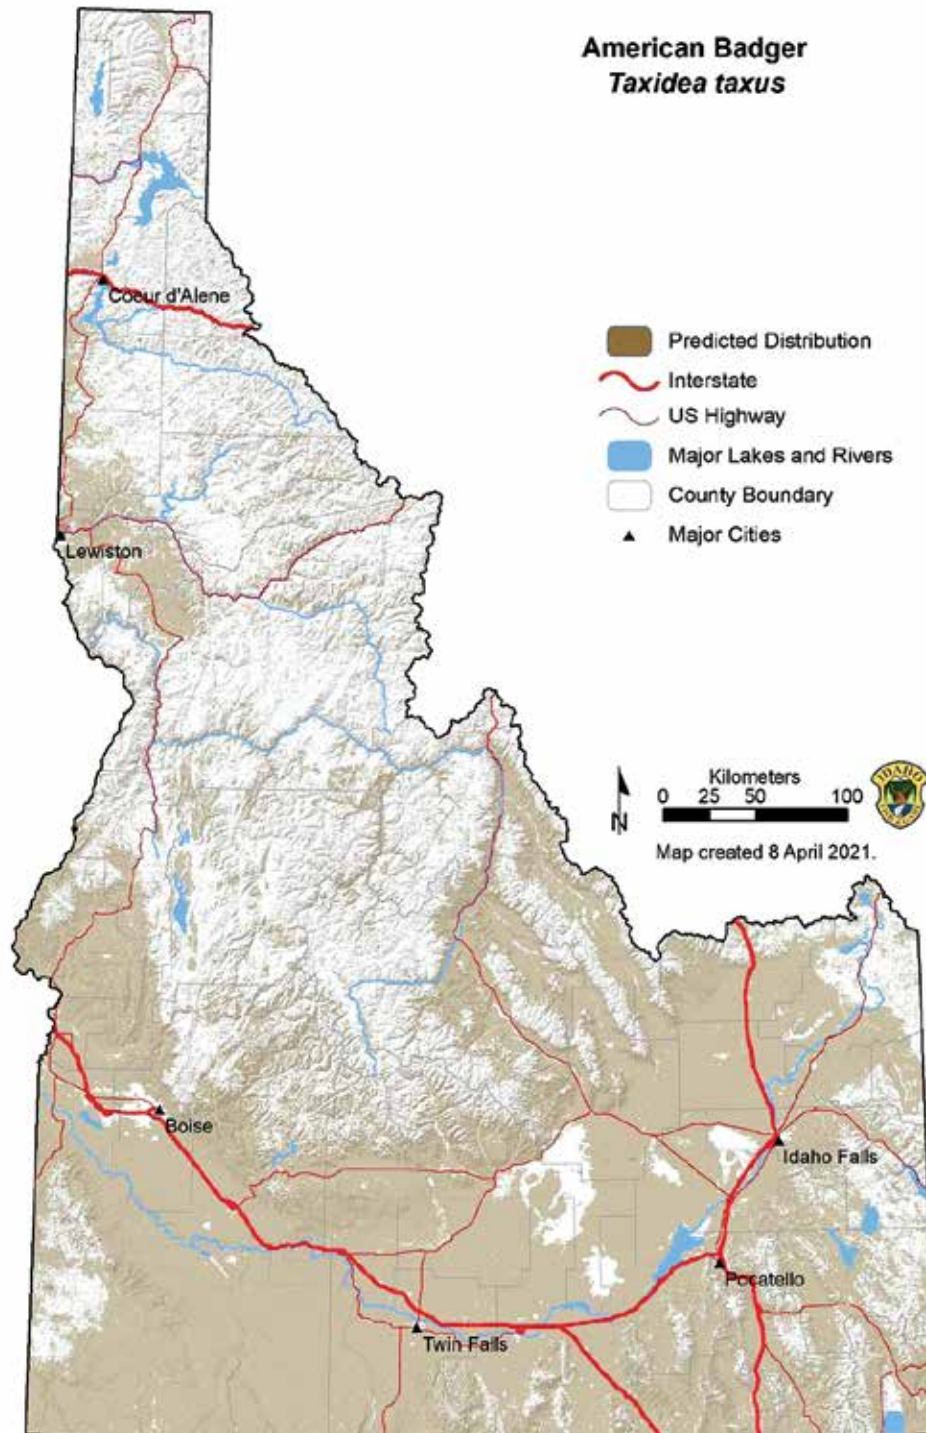 American Badger
Taxidea taxus
Coeur d'Alene
Predicted Distribution
Interstate
US Highway
Major Lakes and Rivers
County Boundary
Major Cities
Lewiston
Kilometers
0 25 50 100
N
IDAHO
Map created 8 April 2021.
Boise
Idaho Falls
Pocatello
Twin Falls